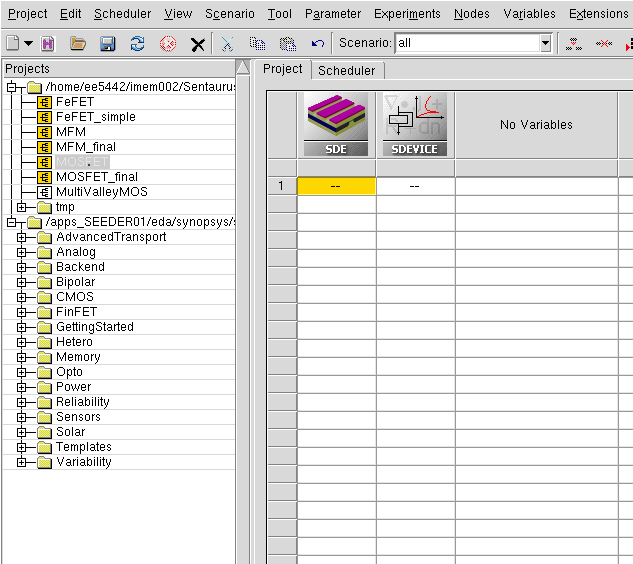 Project Edit Scheduler View Scenario Tool Parameter Experiments Nodes Variables Extensions
Scenario: all
Projects
/home/ee5442/imem002/Sentaurus
FeFET
FeFET_simple
MFM
MFM_final
MOSFET
MOSFET_final
MultiValleyMOS
tmp
/apps_SEEDER01/eda/synopsys/s
AdvancedTransport
Analog
Backend
Bipolar
CMOS
FinFET
GettingStarted
Hetero
Memory
Opto
Power
Reliability
Sensors
Solar
Templates
Variability
Project Scheduler
SDE SDEVICE No Variables
1 -- --